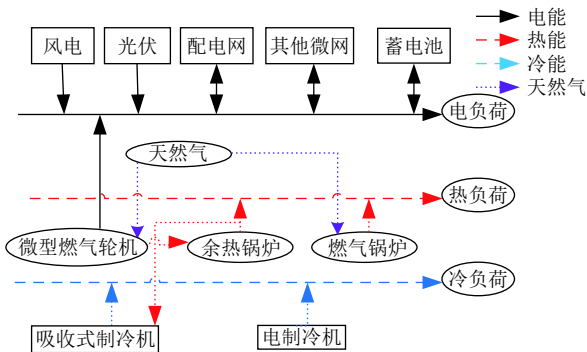 风电
光伏
配电网
其他微网
蓄电池
电能
热能
冷能
天然气
电负荷
天然气
热负荷
微型燃气轮机
余热锅炉
燃气锅炉
冷负荷
吸收式制冷机
电制冷机